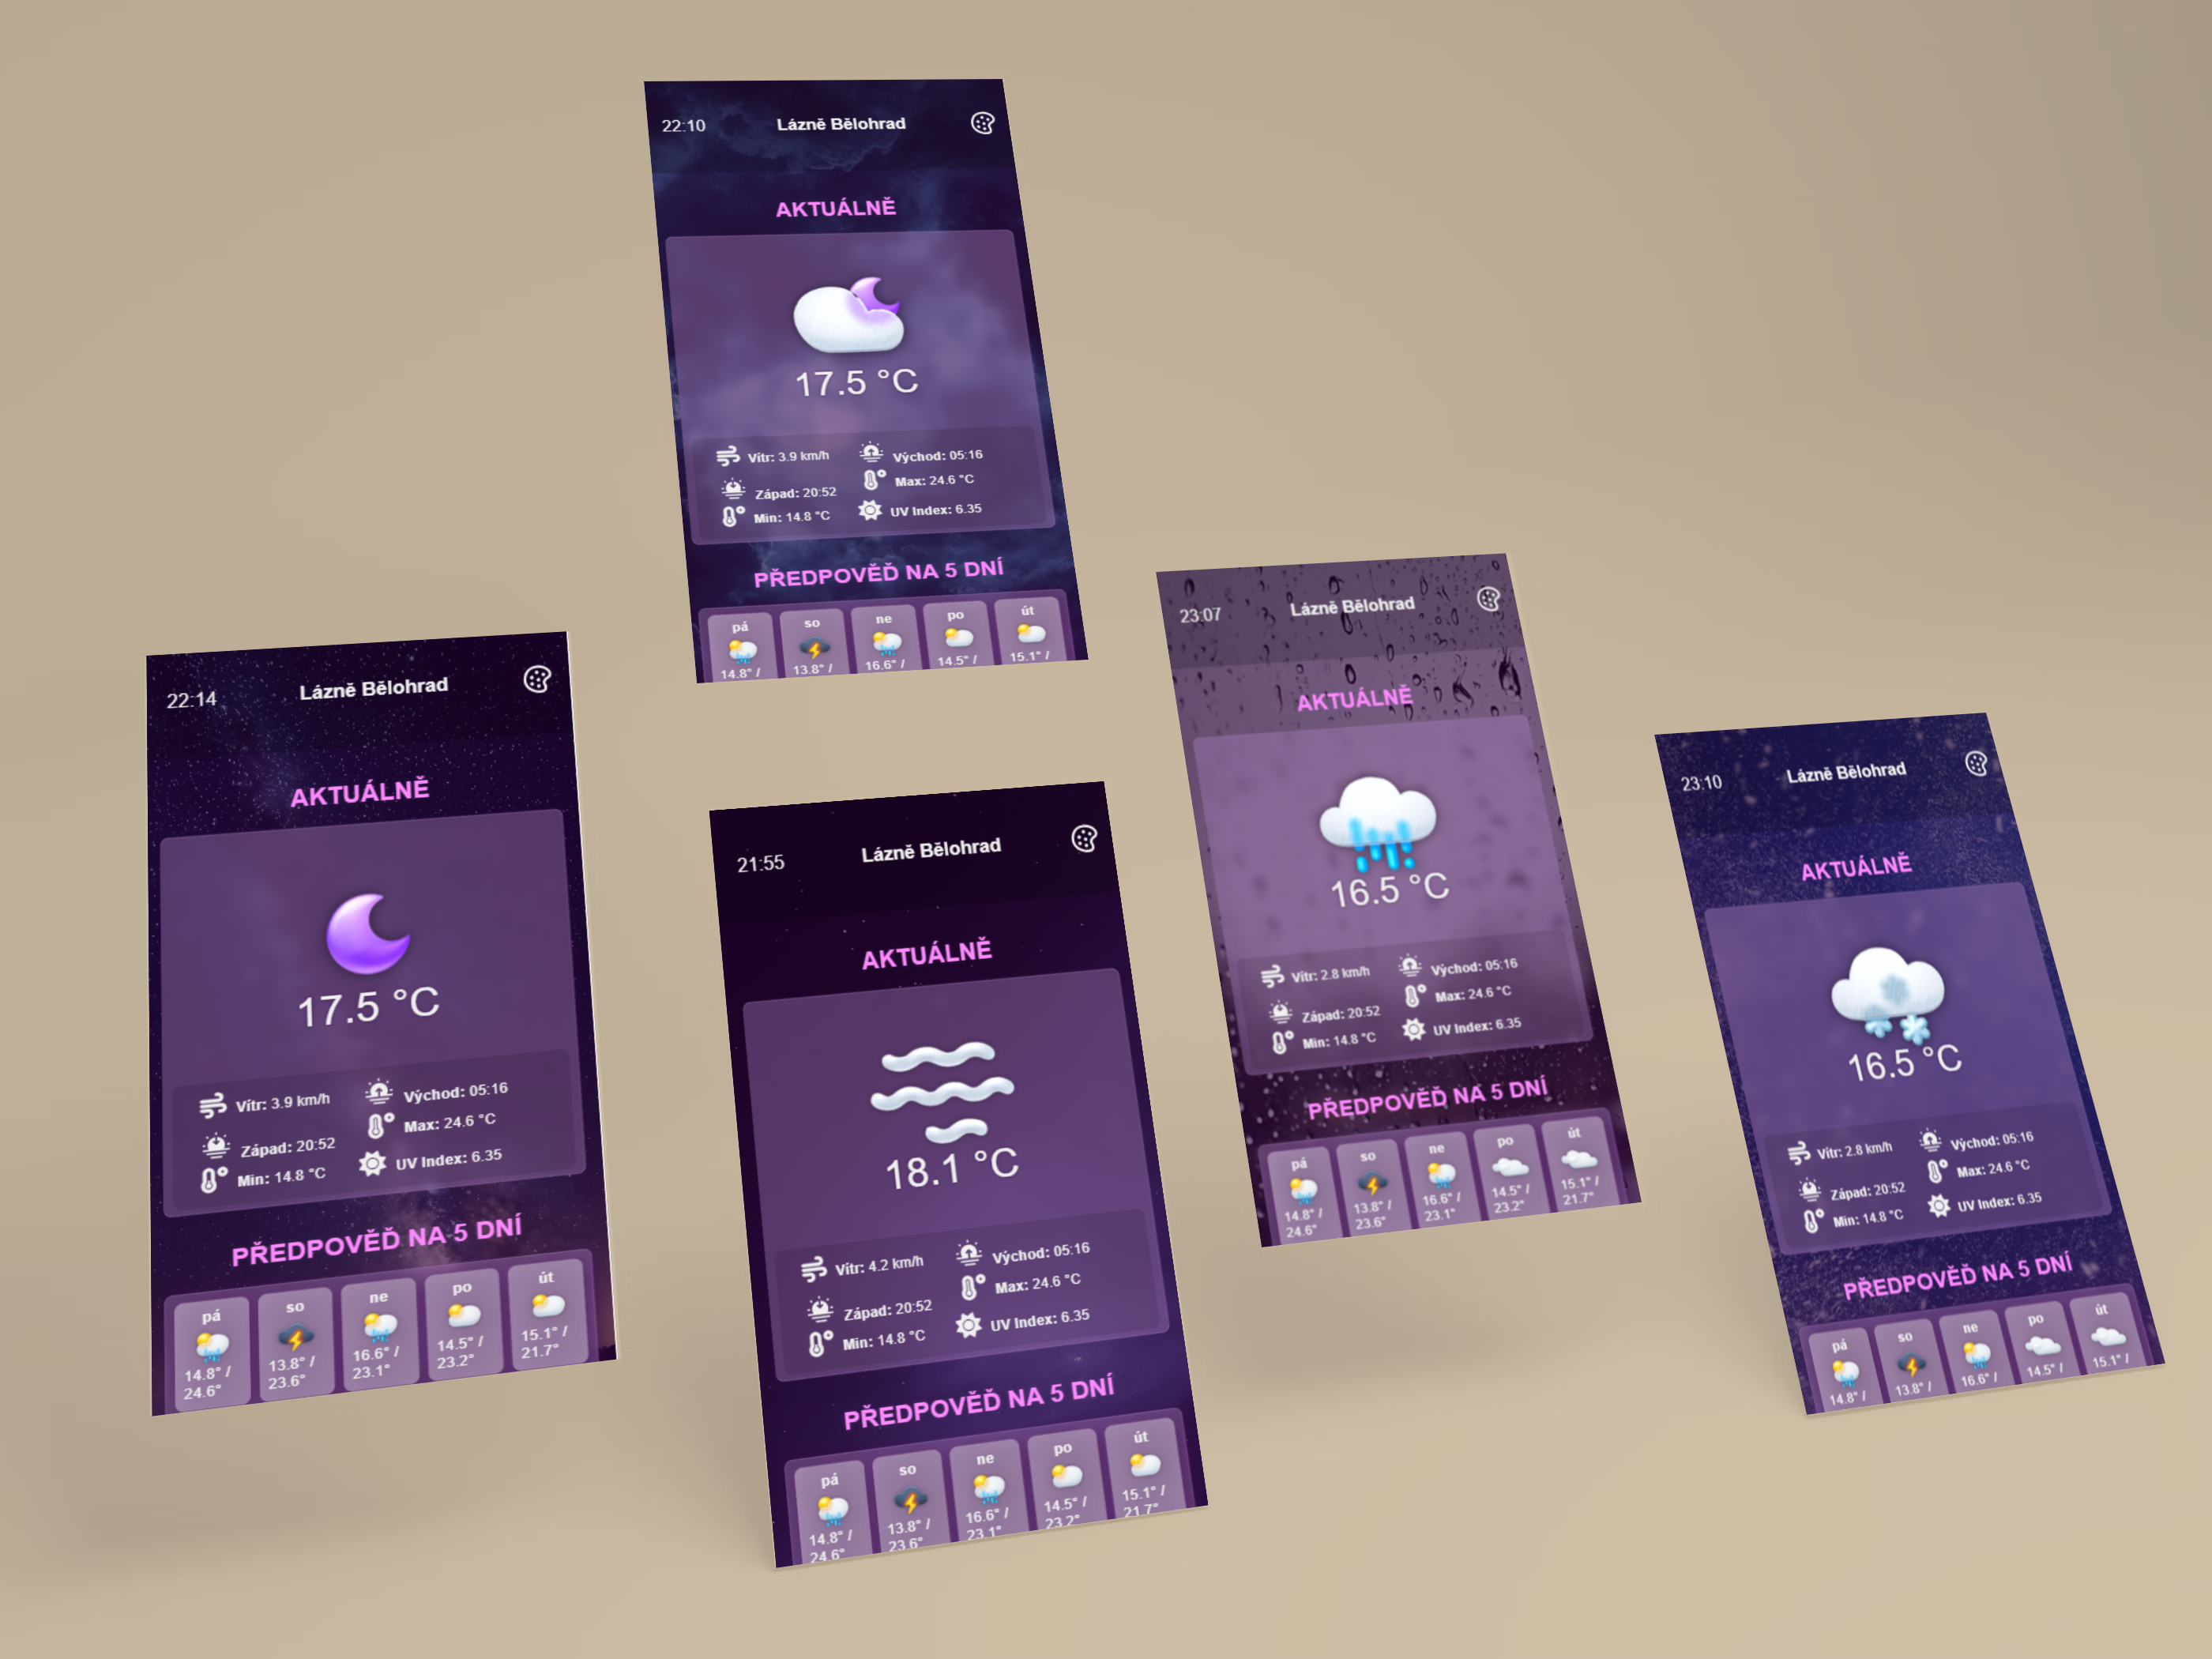 22:10 Lázně Bělohrad
AKTUÁLNĚ
17.5 °C
Vítr: 3.9 km/h Východ: 05:16
Západ: 20:52 Max: 24.6 °C
Min: 14.8 °C UV Index: 6.35
PŘEDPOVĚĎ NA 5 DNÍ
pá so ne po út
14.8° / 13.8° / 16.6° / 14.5° / 15.1° /
22:14 Lázně Bělohrad
AKTUÁLNĚ
17.5 °C
Vítr: 3.9 km/h Východ: 05:16
Západ: 20:52 Max: 24.6 °C
Min: 14.8 °C UV Index: 6.35
PŘEDPOVĚĎ NA 5 DNÍ
pá so ne po út
14.8° / 13.8° / 16.6° / 14.5° / 15.1° /
24.6° 23.6° 23.1° 23.2° 21.7°
21:55 Lázně Bělohrad
AKTUÁLNĚ
18.1 °C
Vítr: 4.2 km/h Východ: 05:16
Západ: 20:52 Max: 24.6 °C
Min: 14.8 °C UV Index: 6.35
PŘEDPOVĚĎ NA 5 DNÍ
pá so ne po út
14.8° / 13.8° / 16.6° / 14.5° / 15.1° /
24.6° 23.6° 23.1° 23.2° 21.7°
23:07 Lázně Bělohrad
AKTUÁLNĚ
16.5 °C
Vítr: 2.8 km/h Východ: 05:16
Západ: 20:52 Max: 24.6 °C
Min: 14.8 °C UV Index: 6.35
PŘEDPOVĚĎ NA 5 DNÍ
pá so ne po út
14.8° / 13.8° / 16.6° / 14.5° / 15.1° /
24.6° 23.6° 23.1° 23.2° 21.7°
23:10 Lázně Bělohrad
AKTUÁLNĚ
16.5 °C
Vítr: 2.8 km/h Východ: 05:16
Západ: 20:52 Max: 24.6 °C
Min: 14.8 °C UV Index: 6.35
PŘEDPOVĚĎ NA 5 DNÍ
pá so ne po út
14.8° / 13.8° / 16.6° / 14.5° / 15.1° /